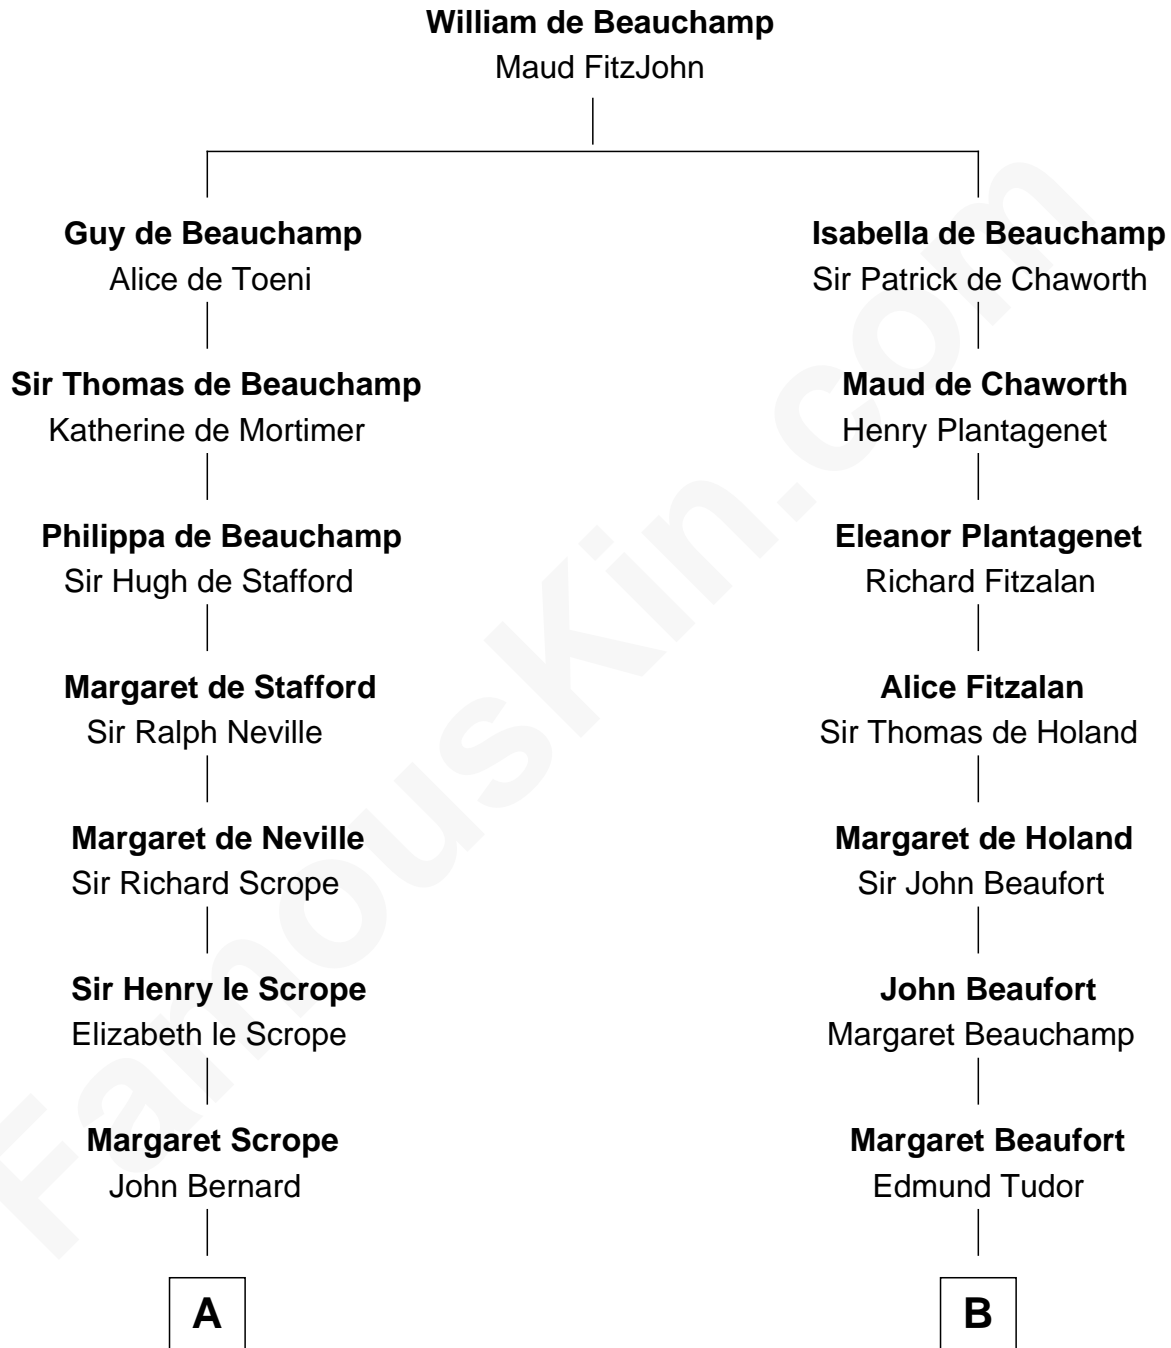 William de Beauchamp
Maud FitzJohn
Guy de Beauchamp
Alice de Toeni
Isabella de Beauchamp
Sir Patrick de Chaworth
Sir Thomas de Beauchamp
Katherine de Mortimer
Maud de Chaworth
Henry Plantagenet
Philippa de Beauchamp
Sir Hugh de Stafford
Eleanor Plantagenet
Richard Fitzalan
Margaret de Stafford
Sir Ralph Neville
Alice Fitzalan
Sir Thomas de Holand
Margaret de Neville
Sir Richard Scrope
Margaret de Holand
Sir John Beaufort
Sir Henry le Scrope
Elizabeth le Scrope
John Beaufort
Margaret Beauchamp
Margaret Scrope
John Bernard
Margaret Beaufort
Edmund Tudor
A
B
FamousKin.com